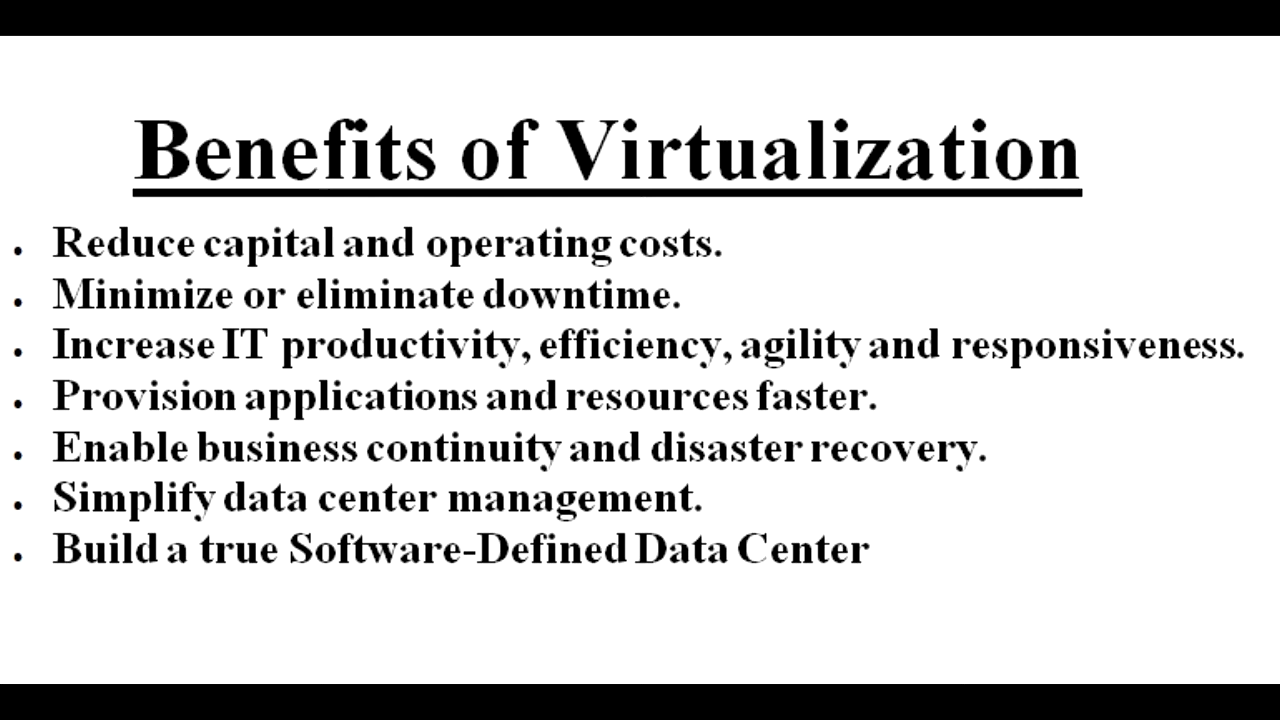 Benefits of Virtualization
• Reduce capital and operating costs.
• Minimize or eliminate downtime.
• Increase IT productivity, efficiency, agility and responsiveness.
• Provision applications and resources faster.
• Enable business continuity and disaster recovery.
• Simplify data center management.
• Build a true Software-Defined Data Center